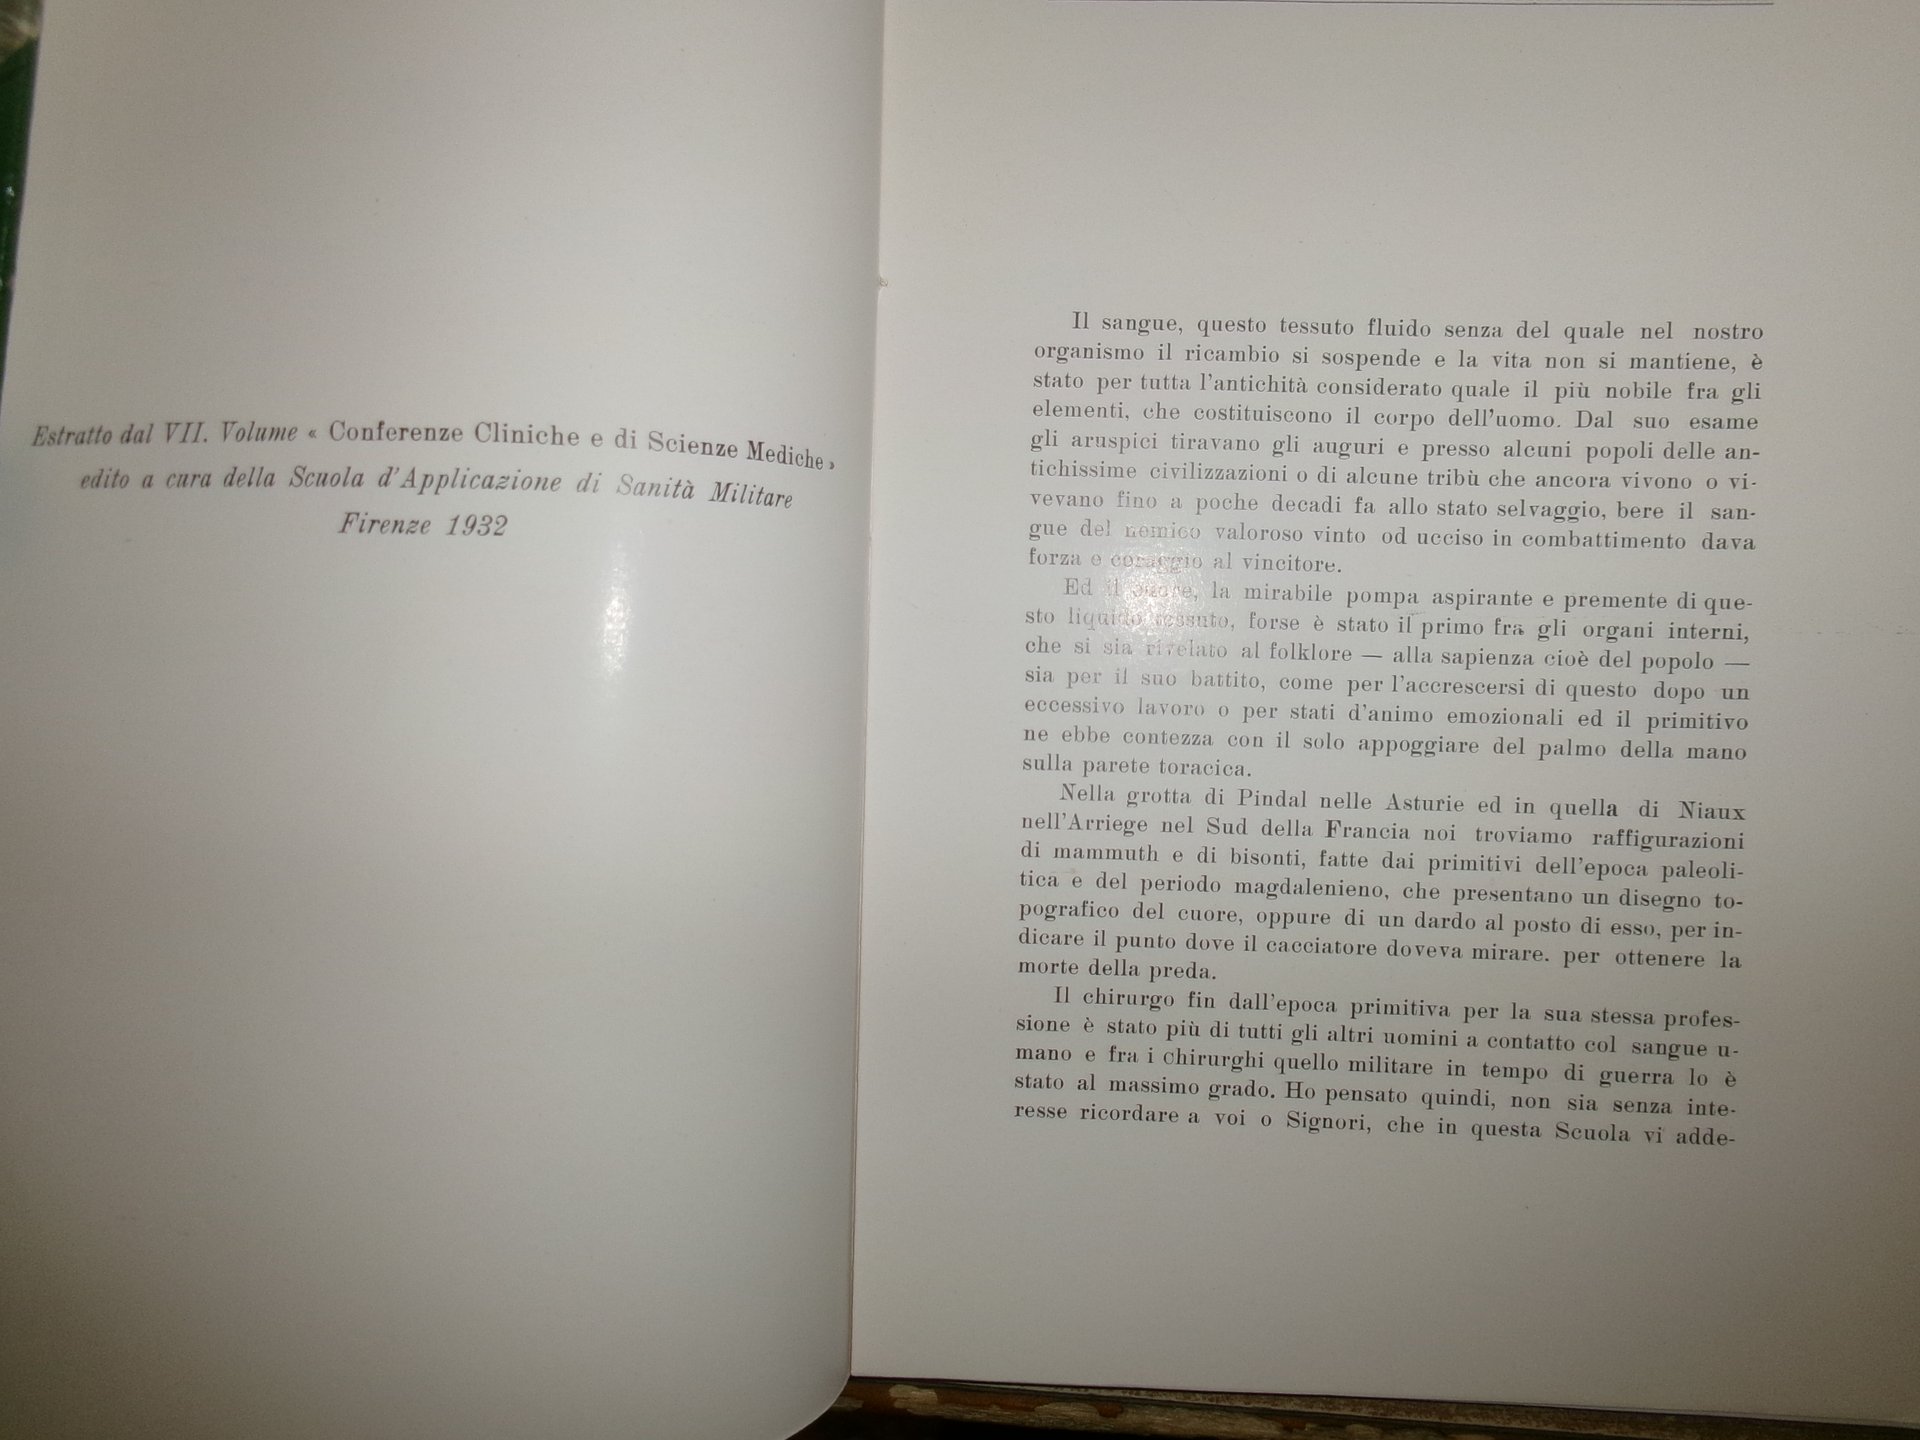 Estratto dal VII. Volume « Conferenze Cliniche e di Scienze Mediche »
edito a cura della Scuola d'Applicazione di Sanità Militare
Firenze 1932
Il sangue, questo tessuto fluido senza del quale nel nostro
organismo il ricambio si sospende e la vita non si mantiene, è
stato per tutta l'antichità considerato quale il più nobile fra gli
elementi, che costituiscono il corpo dell'uomo. Dal suo esame
gli aruspici tiravano gli auguri e presso alcuni popoli delle an-
tichissime civilizzazioni o di alcune tribù che ancora vivono o vi-
vevano fino a poche decadi fa allo stato selvaggio, bere il san-
gue del nemico valoroso vinto od ucciso in combattimento dava
forza e coraggio al vincitore.
Ed il cuore, la mirabile pompa aspirante e premente di que-
sto liquido tessuto, forse è stato il primo fra gli organi interni,
che si sia rivelato al folklore — alla sapienza cioè del popolo —
sia per il suo battito, come per l'accrescersi di questo dopo un
eccessivo lavoro o per stati d'animo emozionali ed il primitivo
ne ebbe contezza con il solo appoggiare del palmo della mano
sulla parete toracica.
Nella grotta di Pindal nelle Asturie ed in quella di Niaux
nell'Arriege nel Sud della Francia noi troviamo raffigurazioni
di mammuth e di bisonti, fatte dai primitivi dell'epoca paleoli-
tica e del periodo magdalenieno, che presentano un disegno to-
pografico del cuore, oppure di un dardo al posto di esso, per in-
dicare il punto dove il cacciatore doveva mirare. per ottenere la
morte della preda.
Il chirurgo fin dall'epoca primitiva per la sua stessa profes-
sione è stato più di tutti gli altri uomini a contatto col sangue u-
mano e fra i chirurghi quello militare in tempo di guerra lo è
stato al massimo grado. Ho pensato quindi, non sia senza inte-
resse ricordare a voi o Signori, che in questa Scuola vi adde-